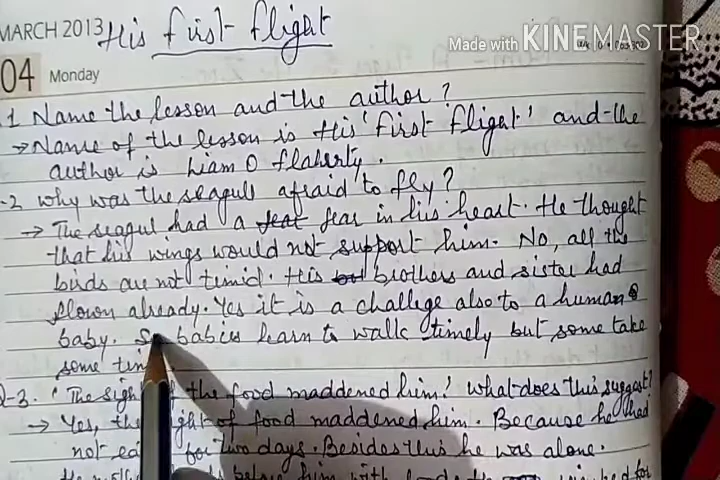 MARCH 2013 His first flight
Made with KINEMASTER
04 Monday
.1 Name the lesson and the author?
→ Name of the lesson is His 'First flight' and the
author is Liam O flaherty.
-2 why was the seagull afraid to fly?
→ The seagul had a fear in his heart. He thought
that his wings would not support him. No, all the
birds are not timid. His brothers and sister had
flown already. Yes it is a challege also to a human
baby. babies learn to walk timely but some take
some
Q-3. 'The of the food maddened him'. what does this suggest?
→ Yes, the of food maddened him. Because he had
not for two days. Besides this he was alone.
him with